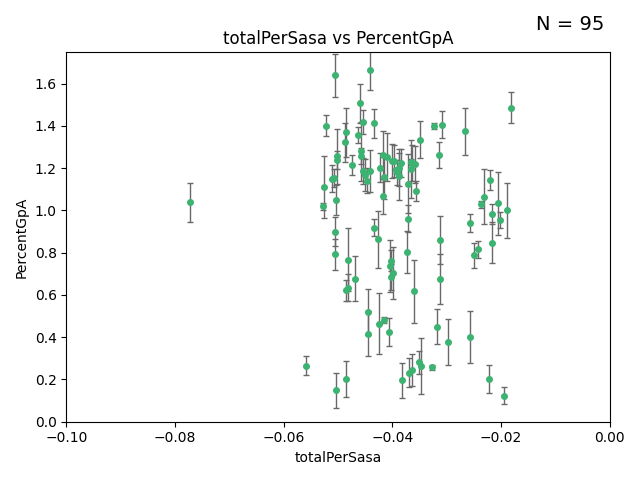 N = 95
totalPerSasa vs PercentGpA
PercentGpA
1.6
1.4
1.2
1.0
0.8
0.6
0.4
0.2
0.0
−0.10 −0.08 −0.06 −0.04 −0.02 0.00
totalPerSasa